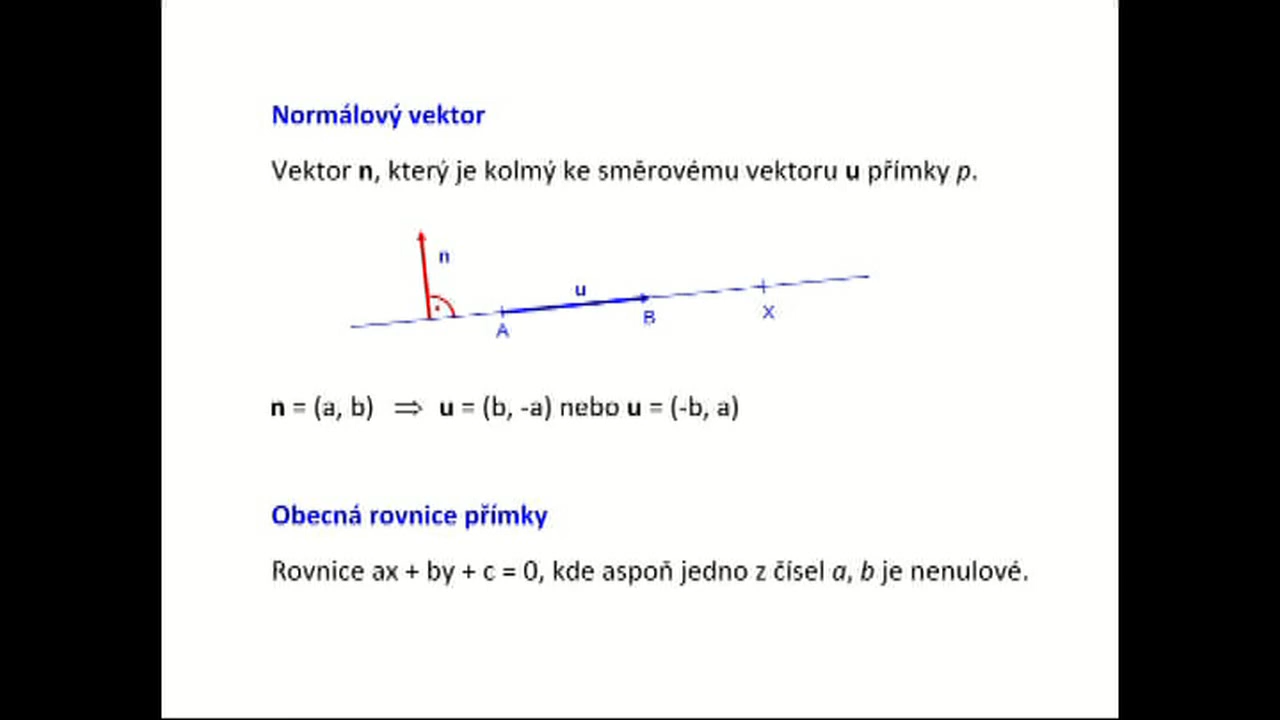 Normálový vektor
Vektor n, který je kolmý ke směrovému vektoru u přímky p.
n
u
A
B
X
n = (a, b) ⇒ u = (b, -a) nebo u = (-b, a)
Obecná rovnice přímky
Rovnice ax + by + c = 0, kde aspoň jedno z čísel a, b je nenulové.